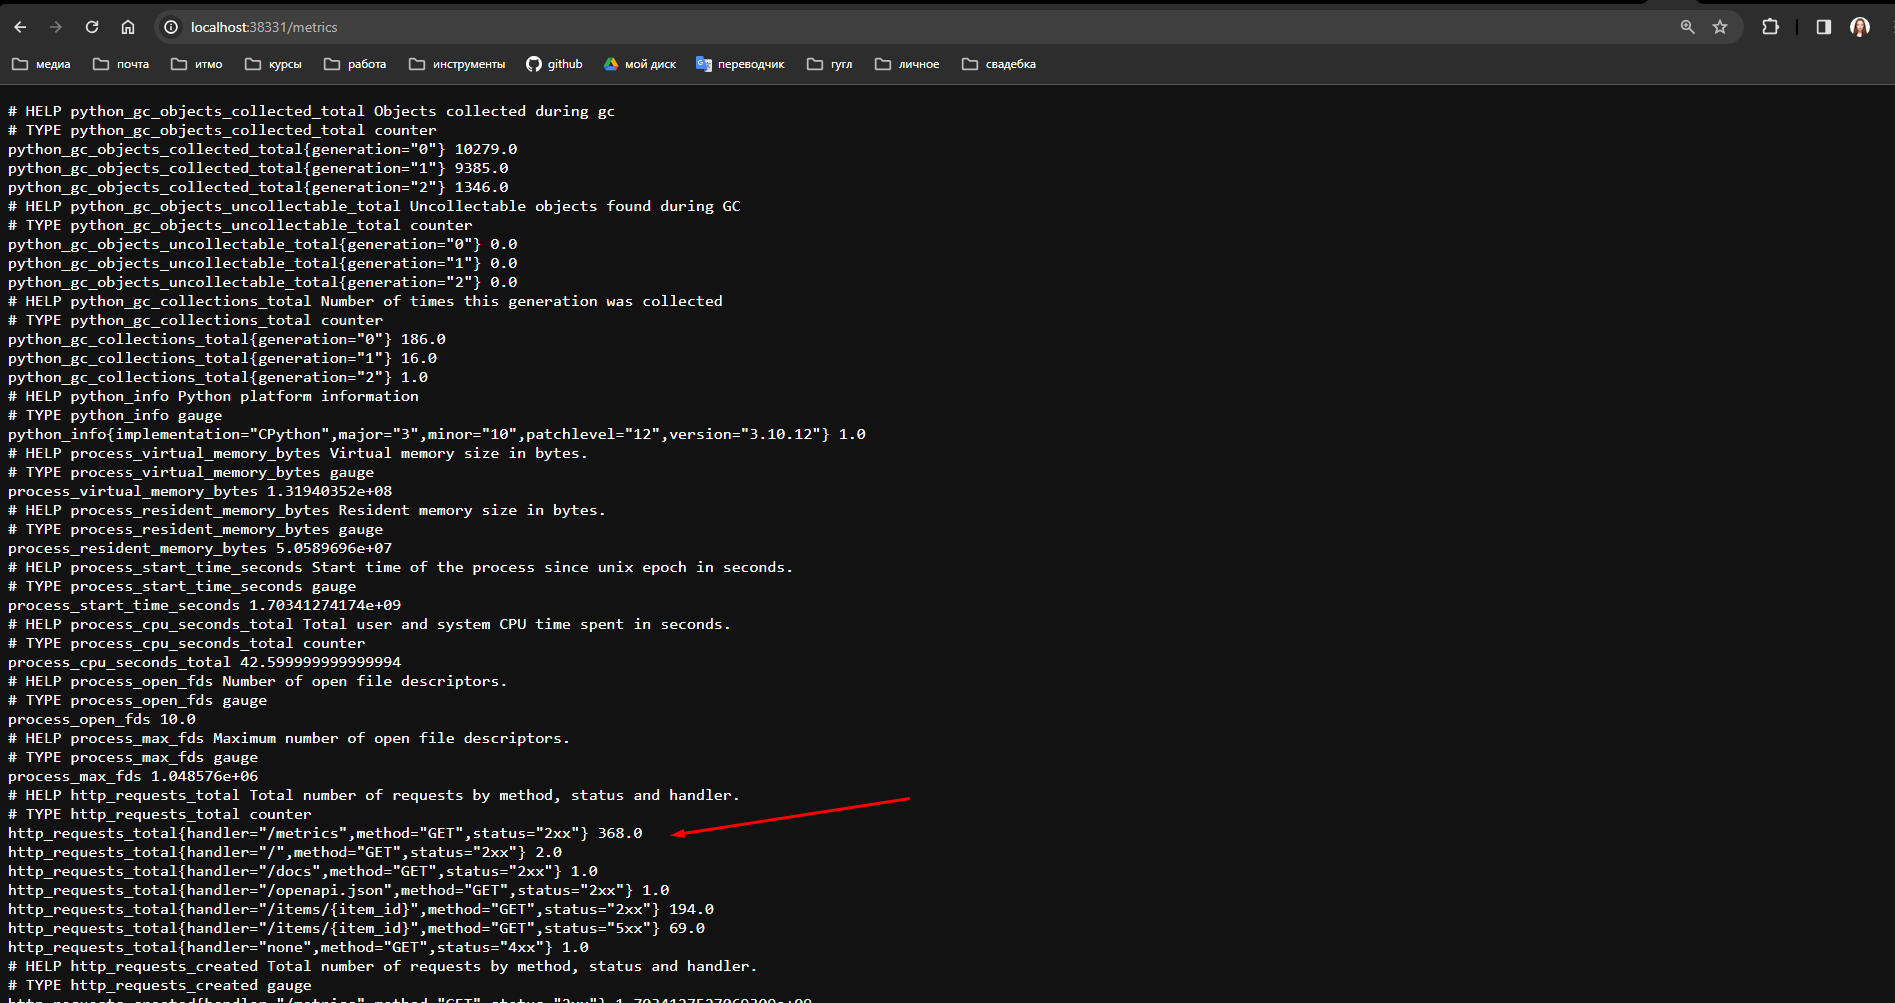 localhost:38331/metrics
медиа почта итмо курсы работа инструменты github мой диск переводчик гугл личное свадебка
# HELP python_gc_objects_collected_total Objects collected during gc
# TYPE python_gc_objects_collected_total counter
python_gc_objects_collected_total{generation="0"} 10279.0
python_gc_objects_collected_total{generation="1"} 9385.0
python_gc_objects_collected_total{generation="2"} 1346.0
# HELP python_gc_objects_uncollectable_total Uncollectable objects found during GC
# TYPE python_gc_objects_uncollectable_total counter
python_gc_objects_uncollectable_total{generation="0"} 0.0
python_gc_objects_uncollectable_total{generation="1"} 0.0
python_gc_objects_uncollectable_total{generation="2"} 0.0
# HELP python_gc_collections_total Number of times this generation was collected
# TYPE python_gc_collections_total counter
python_gc_collections_total{generation="0"} 186.0
python_gc_collections_total{generation="1"} 16.0
python_gc_collections_total{generation="2"} 1.0
# HELP python_info Python platform information
# TYPE python_info gauge
python_info{implementation="CPython",major="3",minor="10",patchlevel="12",version="3.10.12"} 1.0
# HELP process_virtual_memory_bytes Virtual memory size in bytes.
# TYPE process_virtual_memory_bytes gauge
process_virtual_memory_bytes 1.31940352e+08
# HELP process_resident_memory_bytes Resident memory size in bytes.
# TYPE process_resident_memory_bytes gauge
process_resident_memory_bytes 5.0589696e+07
# HELP process_start_time_seconds Start time of the process since unix epoch in seconds.
# TYPE process_start_time_seconds gauge
process_start_time_seconds 1.70341274174e+09
# HELP process_cpu_seconds_total Total user and system CPU time spent in seconds.
# TYPE process_cpu_seconds_total counter
process_cpu_seconds_total 42.599999999999994
# HELP process_open_fds Number of open file descriptors.
# TYPE process_open_fds gauge
process_open_fds 10.0
# HELP process_max_fds Maximum number of open file descriptors.
# TYPE process_max_fds gauge
process_max_fds 1.048576e+06
# HELP http_requests_total Total number of requests by method, status and handler.
# TYPE http_requests_total counter
http_requests_total{handler="/metrics",method="GET",status="2xx"} 368.0
http_requests_total{handler="/",method="GET",status="2xx"} 2.0
http_requests_total{handler="/docs",method="GET",status="2xx"} 1.0
http_requests_total{handler="/openapi.json",method="GET",status="2xx"} 1.0
http_requests_total{handler="/items/{item_id}",method="GET",status="2xx"} 194.0
http_requests_total{handler="/items/{item_id}",method="GET",status="5xx"} 69.0
http_requests_total{handler="none",method="GET",status="4xx"} 1.0
# HELP http_requests_created Total number of requests by method, status and handler.
# TYPE http_requests_created gauge